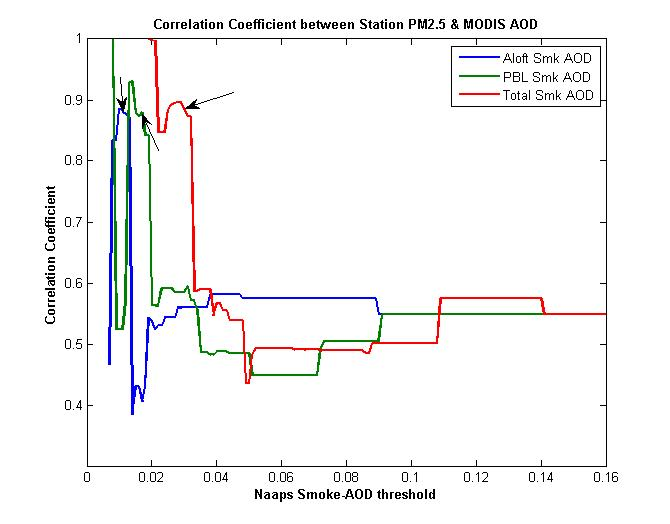 Correlation Coefficient between Station PM2.5 & MODIS AOD
Aloft Smk AOD
PBL Smk AOD
Total Smk AOD
1
0.9
0.8
0.7
0.6
0.5
0.4
Correlation Coefficient
0
0.02
0.04
0.06
0.08
0.1
0.12
0.14
0.16
Naaps Smoke-AOD threshold